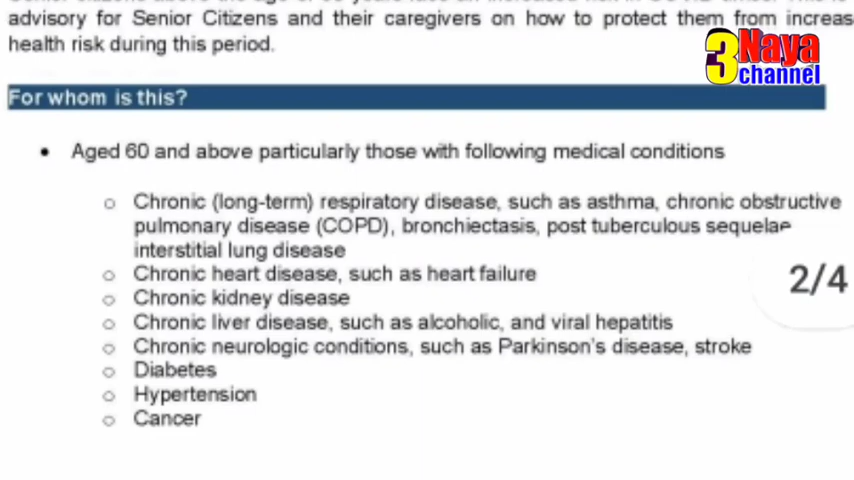 advisory for Senior Citizens and their caregivers on how to protect them from increas
health risk during this period.
3 Naya
channel
For whom is this?
• Aged 60 and above particularly those with following medical conditions
o Chronic (long-term) respiratory disease, such as asthma, chronic obstructive
pulmonary disease (COPD), bronchiectasis, post tuberculous sequelae
interstitial lung disease
2/4
o Chronic heart disease, such as heart failure
o Chronic kidney disease
o Chronic liver disease, such as alcoholic, and viral hepatitis
o Chronic neurologic conditions, such as Parkinson's disease, stroke
o Diabetes
o Hypertension
o Cancer